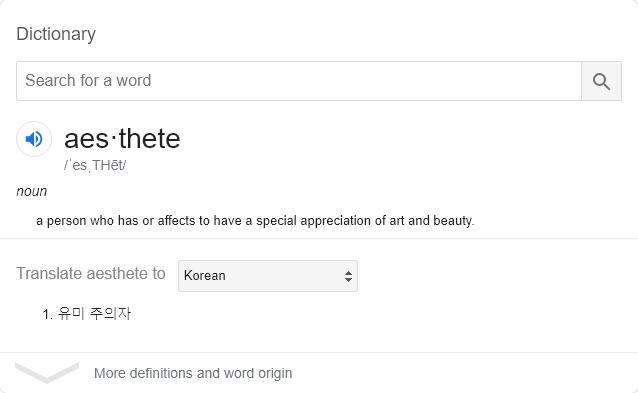 Dictionary
Search for a word
aes·thete
/ˈesˌTHēt/
noun
a person who has or affects to have a special appreciation of art and beauty.
Translate aesthete to Korean
1. 유미 주의자
More definitions and word origin